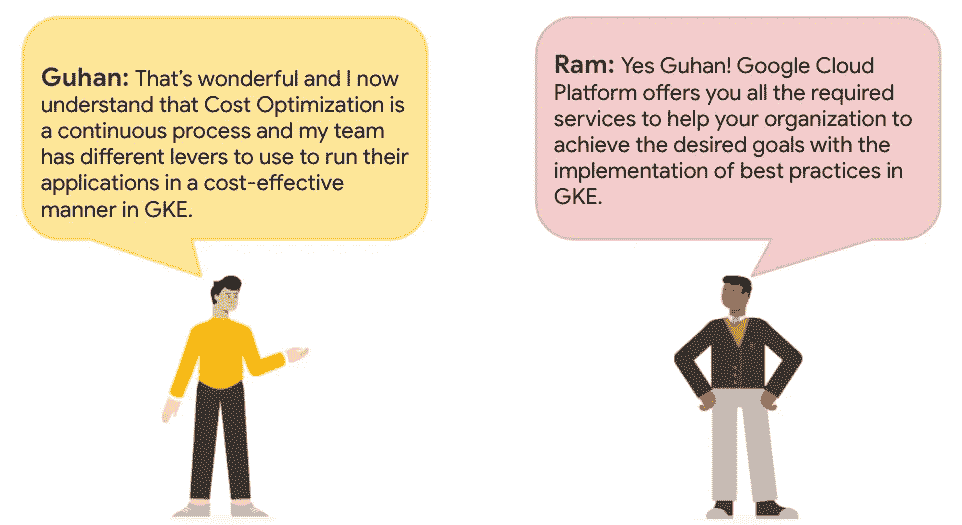 Guhan: That's wonderful and I now
understand that Cost Optimization is
a continuous process and my team
has different levers to use to run their
applications in a cost-effective
manner in GKE.
Ram: Yes Guhan! Google Cloud
Platform offers you all the required
services to help your organization to
achieve the desired goals with the
implementation of best practices in
GKE.